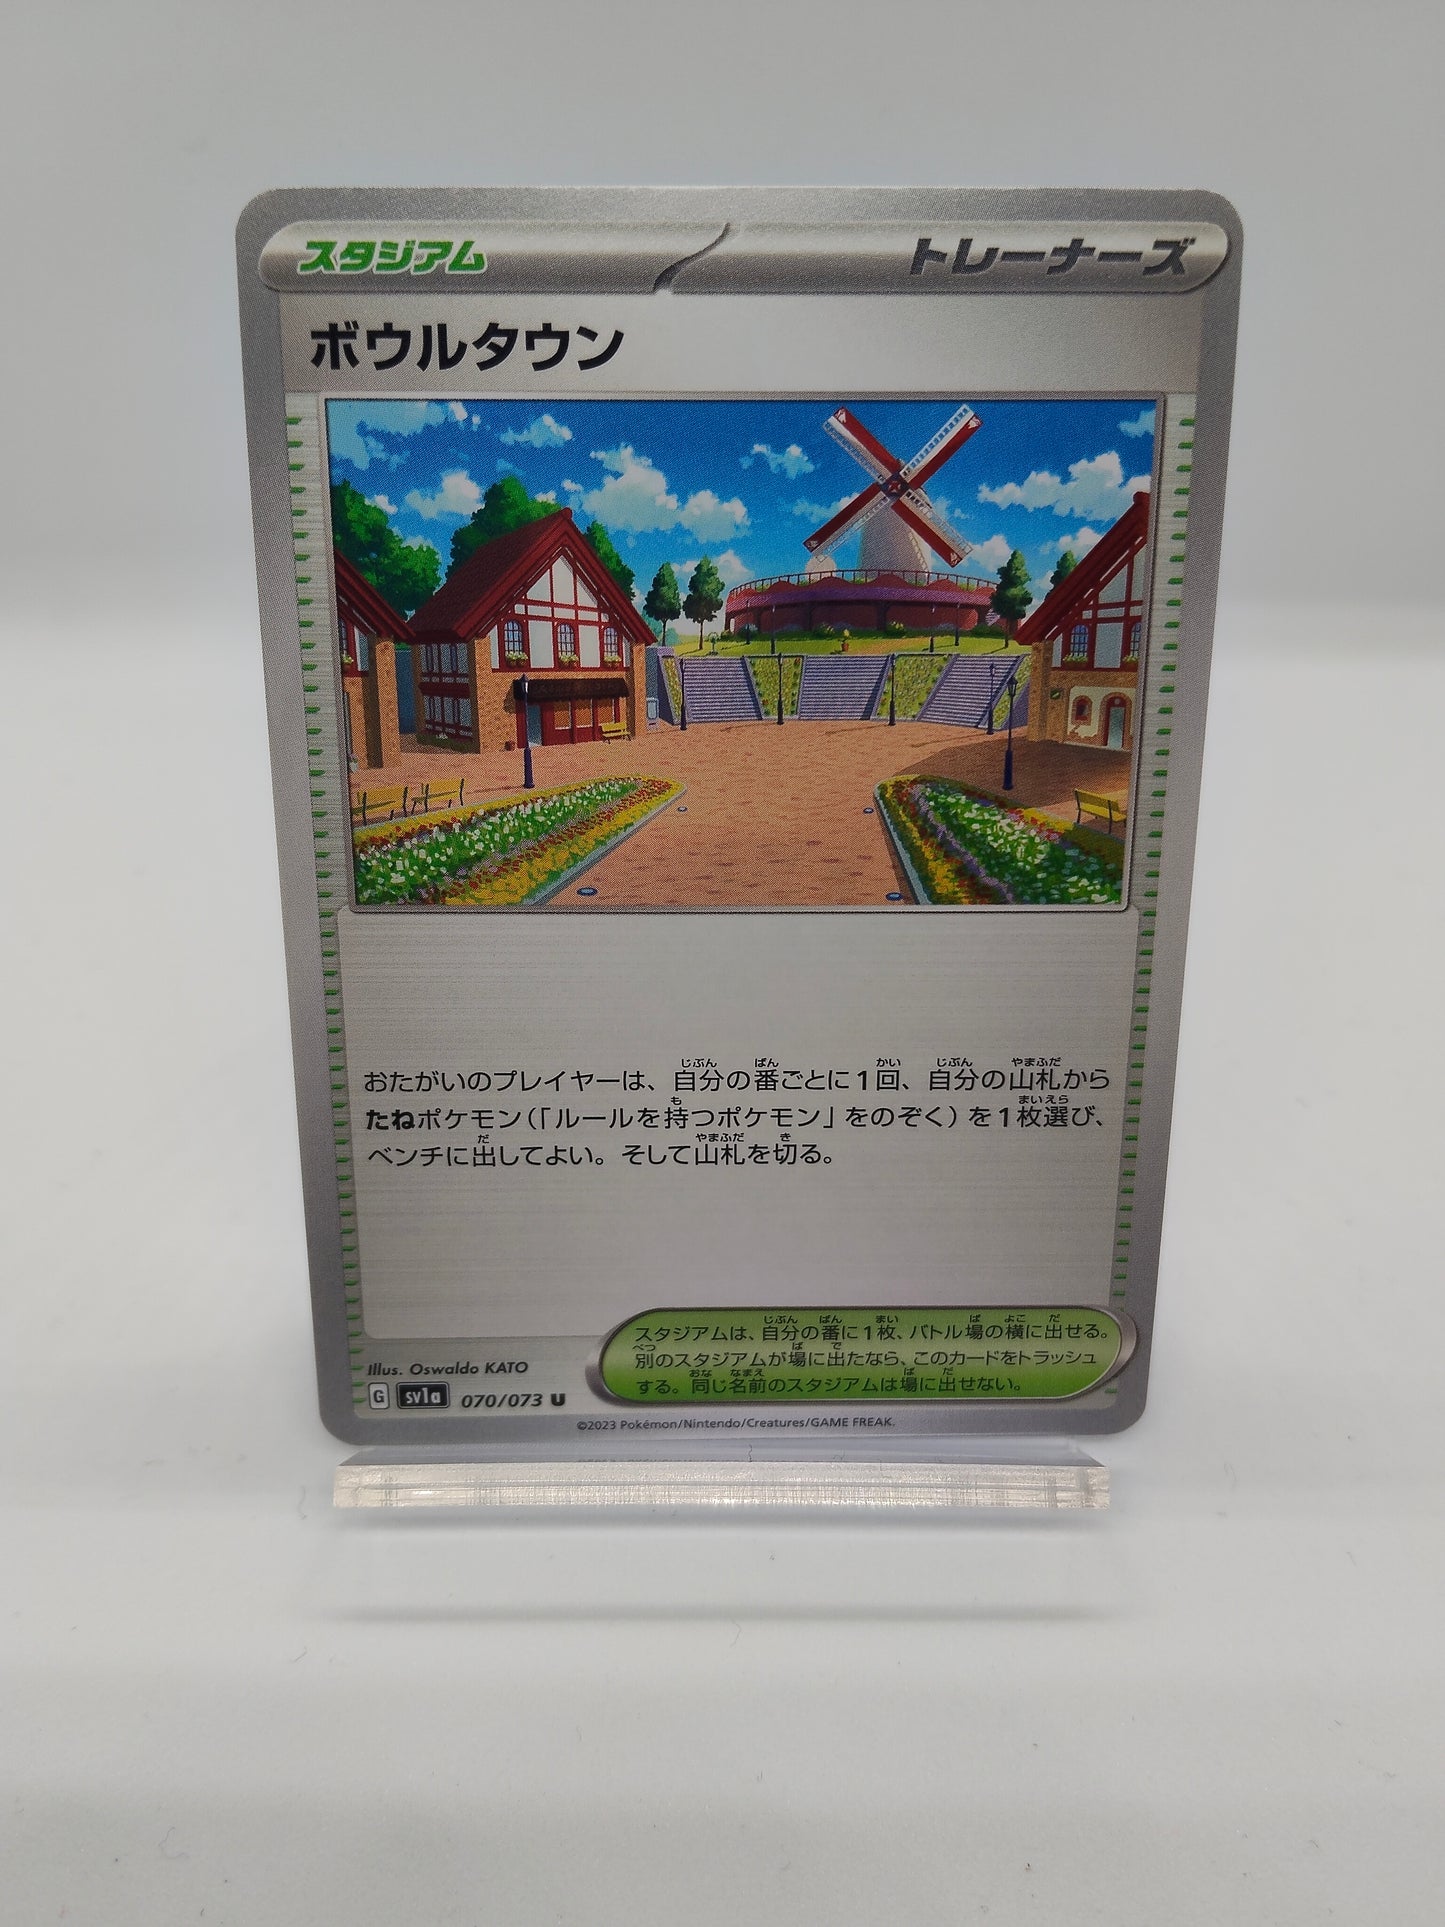 スタジアム トレーナーズ
ボウルタウン
おたがいのプレイヤーは、自分の番ごとに1回、自分の山札から
たねポケモン(「ルールを持つポケモン」をのぞく)を1枚選び、
ベンチに出してよい。そして山札を切る。
スタジアムは、自分の番に1枚、バトル場の横に出せる。
別のスタジアムが場に出たなら、このカードをトラッシュ
する。同じ名前のスタジアムは場に出せない。
Illus. Oswaldo KATO
G sv1a 070/073 U
©2023 Pokémon/Nintendo/Creatures/GAME FREAK.